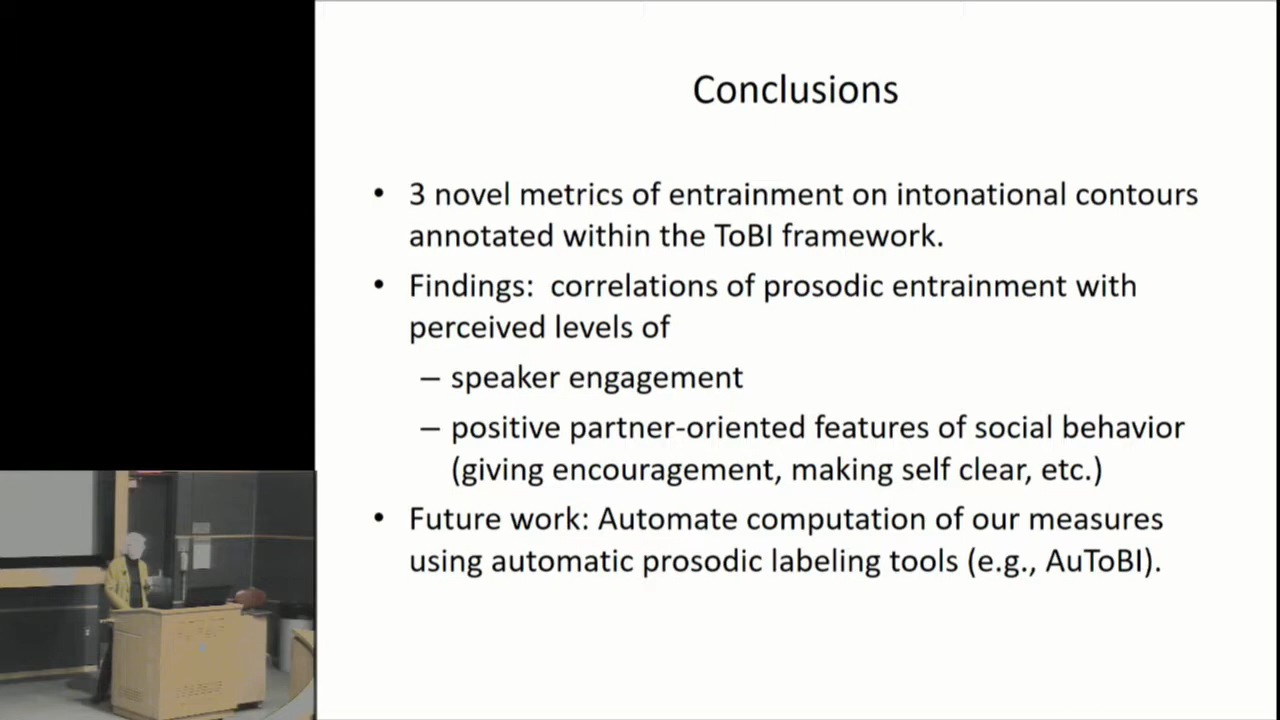 Conclusions
• 3 novel metrics of entrainment on intonational contours
annotated within the ToBI framework.
• Findings:  correlations of prosodic entrainment with
perceived levels of
– speaker engagement
– positive partner-oriented features of social behavior
(giving encouragement, making self clear, etc.)
• Future work: Automate computation of our measures
using automatic prosodic labeling tools (e.g., AuToBI).